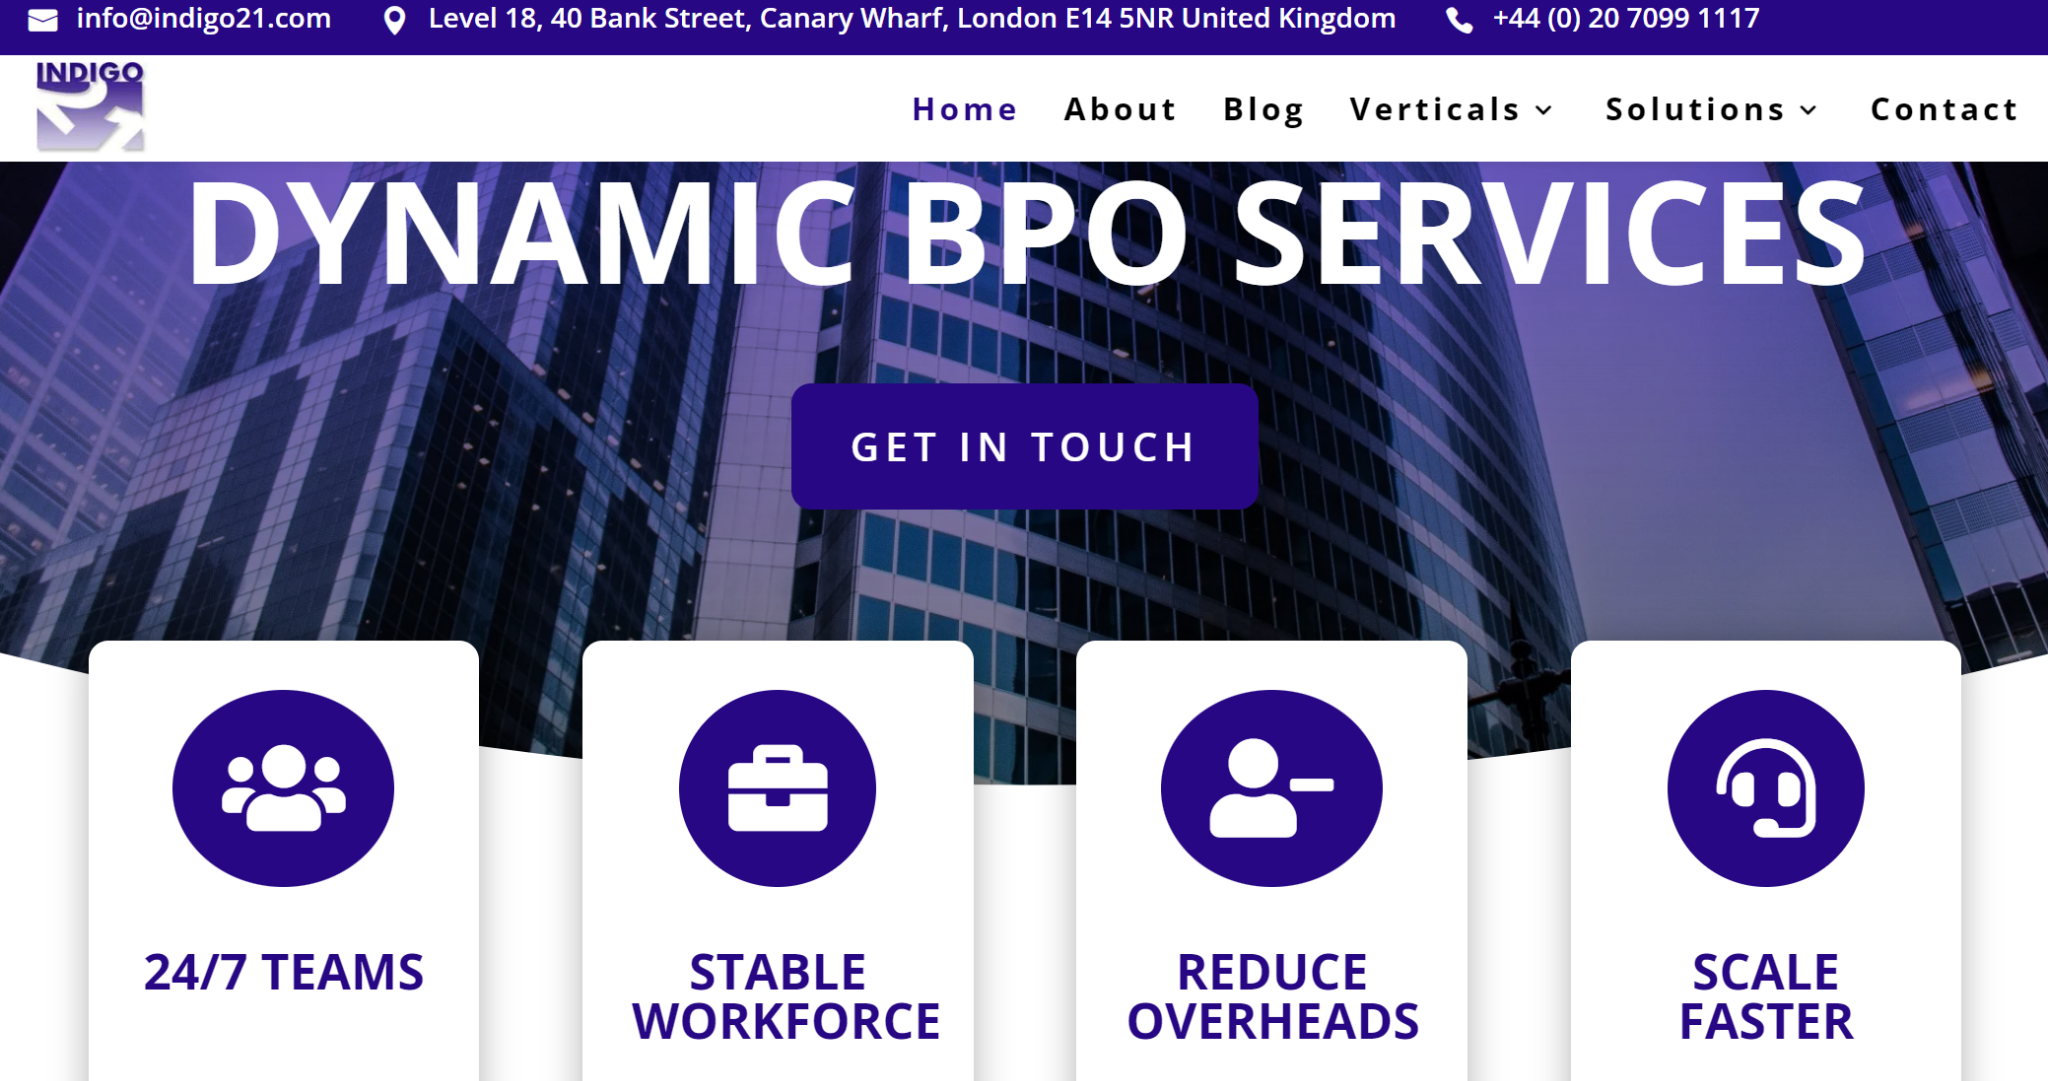 info@indigo21.com
Level 18, 40 Bank Street, Canary Wharf, London E14 5NR United Kingdom
+44 (0) 20 7099 1117
INDIGO
Home
About
Blog
Verticals
Solutions
Contact
DYNAMIC BPO SERVICES
GET IN TOUCH
24/7 TEAMS
STABLE
WORKFORCE
REDUCE
OVERHEADS
SCALE
FASTER